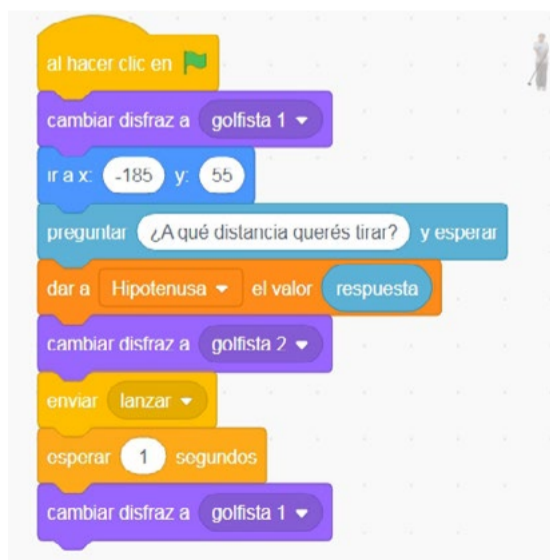 al hacer clic en
cambiar disfraz a golfista 1
ir a x: -185 y: 55
preguntar ¿A qué distancia querés tirar? y esperar
dar a Hipotenusa el valor respuesta
cambiar disfraz a golfista 2
enviar lanzar
esperar 1 segundos
cambiar disfraz a golfista 1